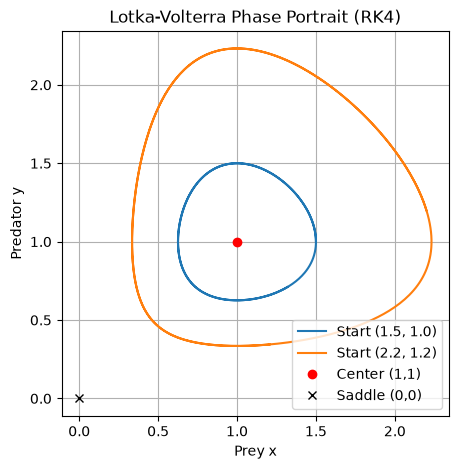 Lotka-Volterra Phase Portrait (RK4)
Predator y
2.0
1.5
1.0
0.5
0.0
Start (1.5, 1.0)
Start (2.2, 1.2)
Center (1,1)
Saddle (0,0)
0.0 0.5 1.0 1.5 2.0
Prey x